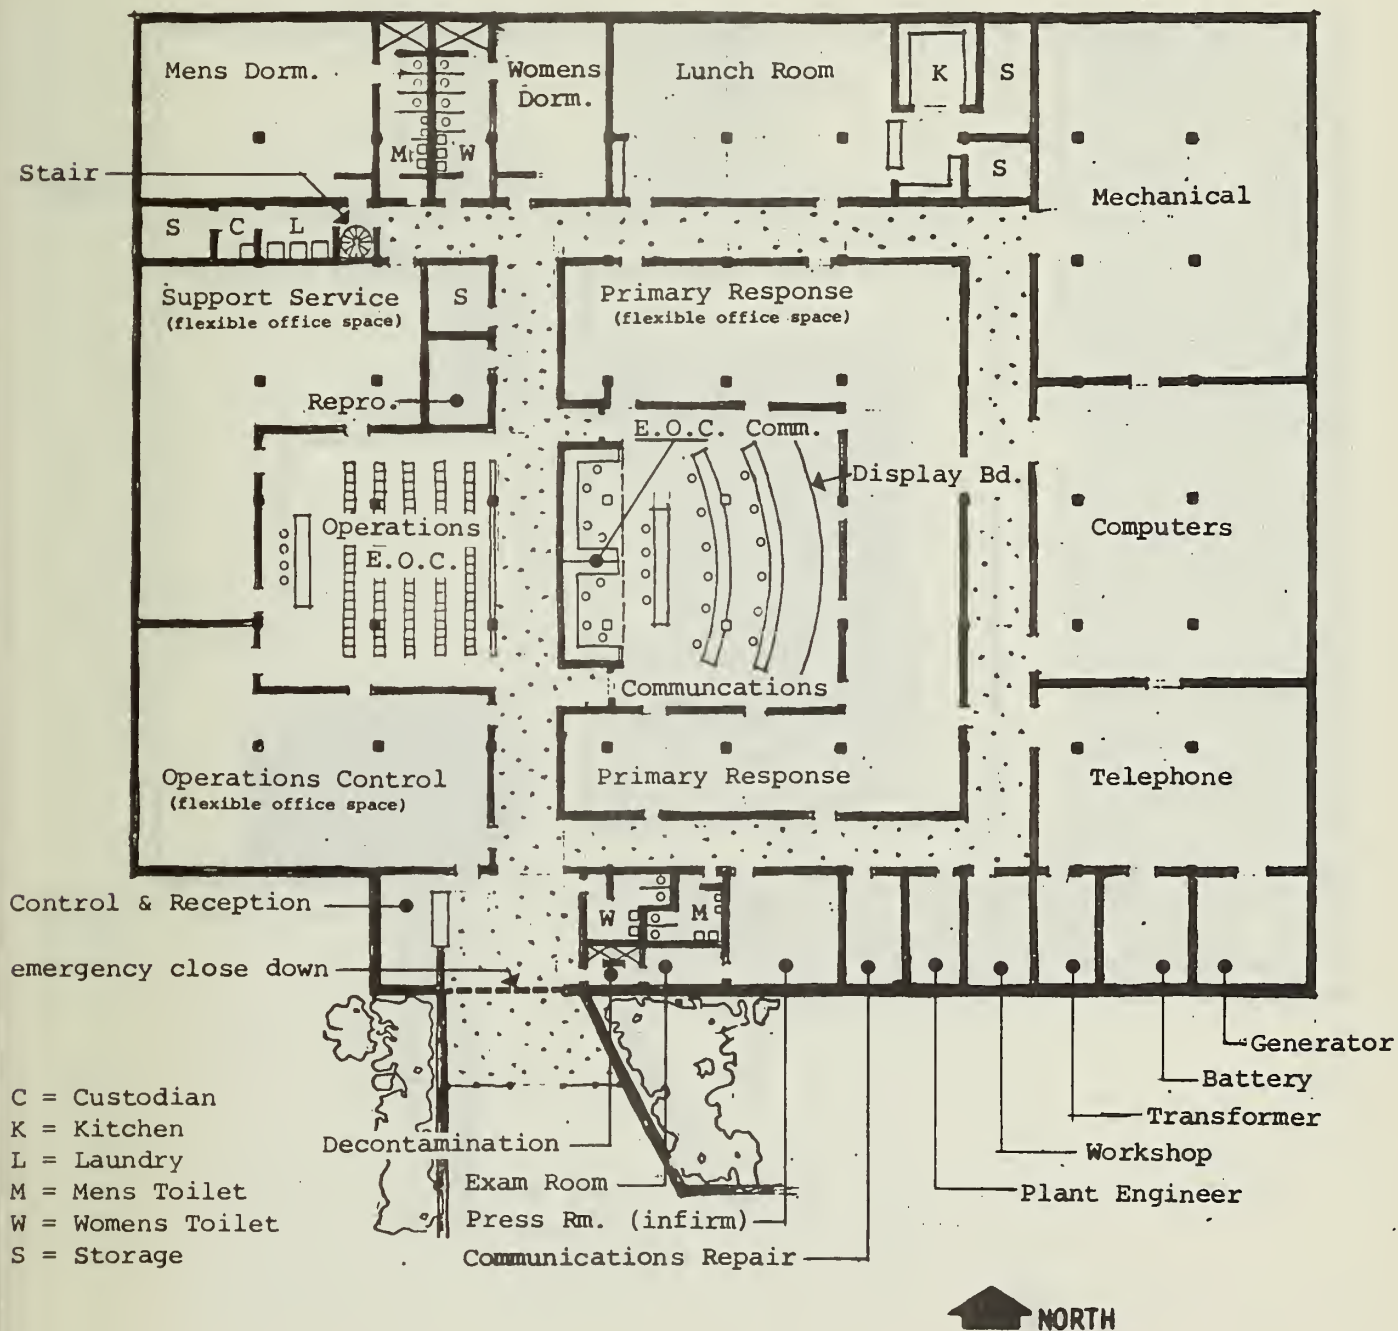 Mens Dorm.
Womens
Dorm.
Lunch Room
K
S
M
W
S
Mechanical
Stair
S
C
L
Support Service
(flexible office space)
S
Primary Response
(flexible office space)
Repro.
E.O.C. Comm.
Display Bd.
Operations
E.O.C.
Computers
Communcations
Operations Control
(flexible office space)
Primary Response
Telephone
Control & Reception
W
M
emergency close down
Generator
Battery
Transformer
Workshop
Plant Engineer
Decontamination
Exam Room
Press Rm. (infirm)
Communications Repair
C = Custodian
K = Kitchen
L = Laundry
M = Mens Toilet
W = Womens Toilet
S = Storage
NORTH